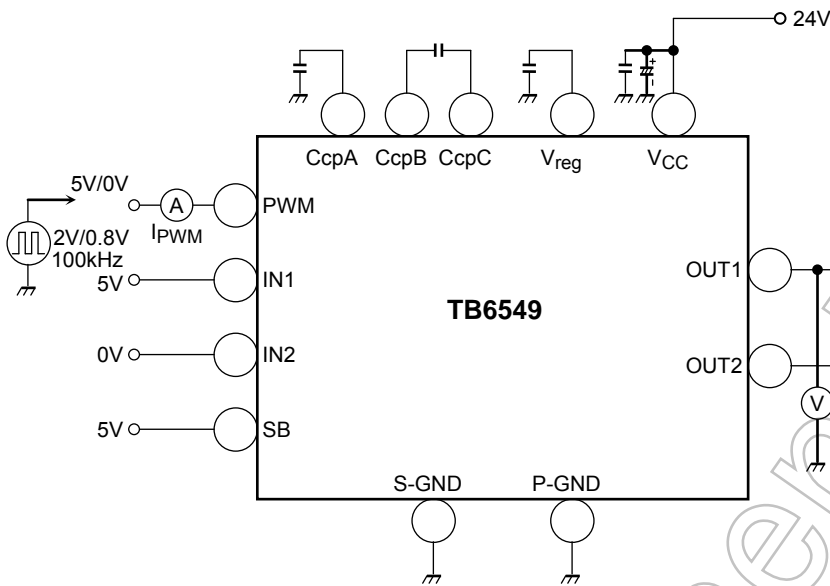 24V
CcpA CcpB CcpC Vreg VCC
5V/0V
A
PWM
IPWM
2V/0.8V
100kHz
5V
IN1
OUT1
TB6549
0V
IN2
OUT2
V
5V
SB
S-GND P-GND